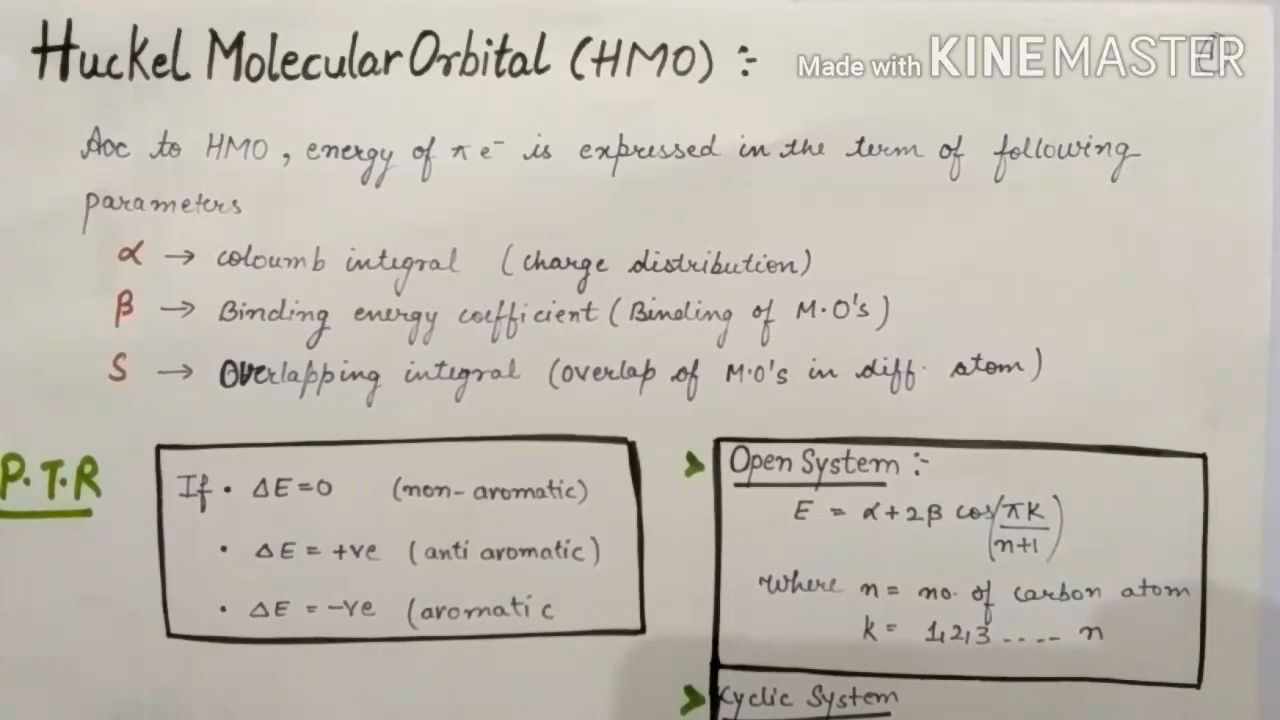 Huckel Molecular Orbital (HMO) :-
Made with KINEMASTER
Acc to HMO, energy of π e⁻ is expressed in the term of following
parameters
α → coloumb integral (charge distribution)
β → Binding energy coefficient (Binding of M.O's)
S → Overlapping integral (overlap of M.O's in diff. atom)
P.T.R
If • ΔE = 0 (non-aromatic)
• ΔE = +ve (anti aromatic)
• ΔE = -ve (aromatic
Open System :-
E = α + 2β cos(πk/n+1)
where n = no. of carbon atom
k = 1,2,3 .... n
Cyclic System